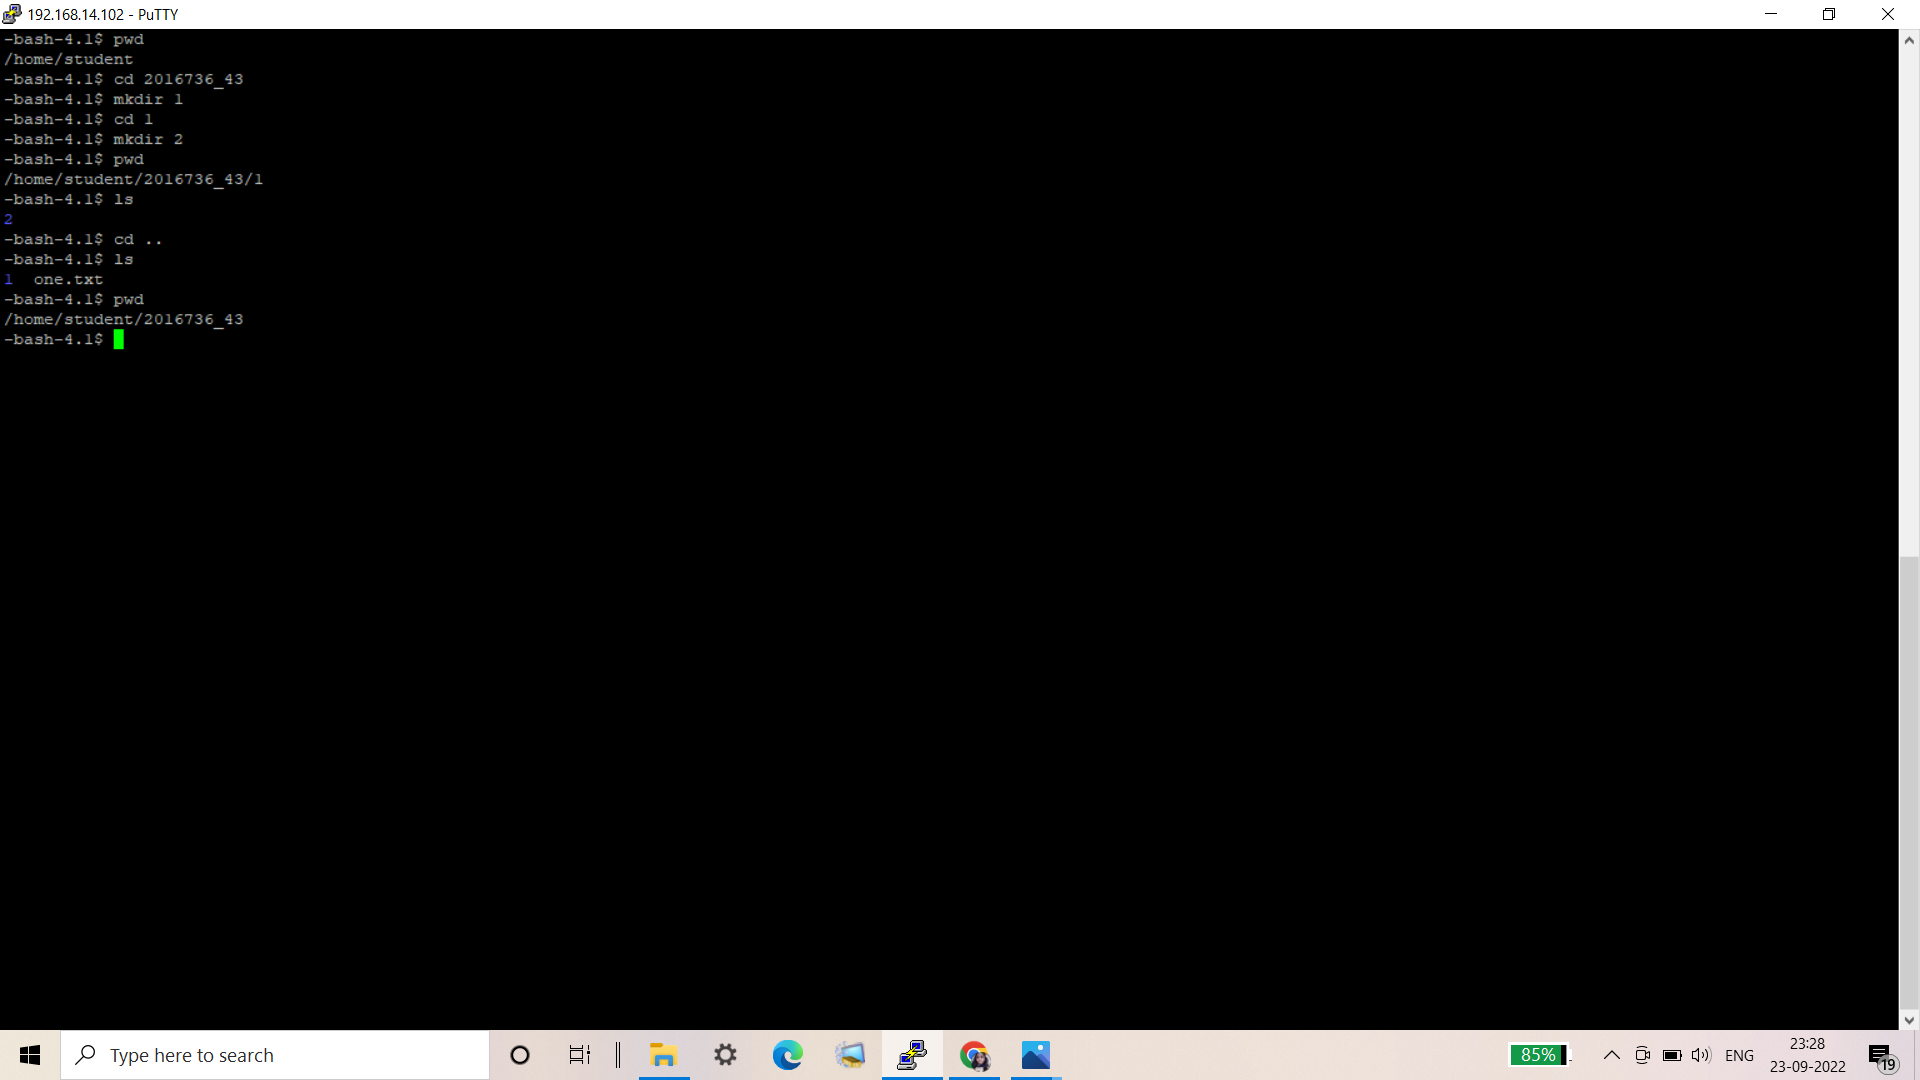 192.168.14.102 - PuTTY
-bash-4.1$ pwd
/home/student
-bash-4.1$ cd 2016736_43
-bash-4.1$ mkdir 1
-bash-4.1$ cd 1
-bash-4.1$ mkdir 2
-bash-4.1$ pwd
/home/student/2016736_43/1
-bash-4.1$ ls
2
-bash-4.1$ cd ..
-bash-4.1$ ls
1  one.txt
-bash-4.1$ pwd
/home/student/2016736_43
-bash-4.1$
Type here to search
85%
ENG
23:28
23-09-2022
19